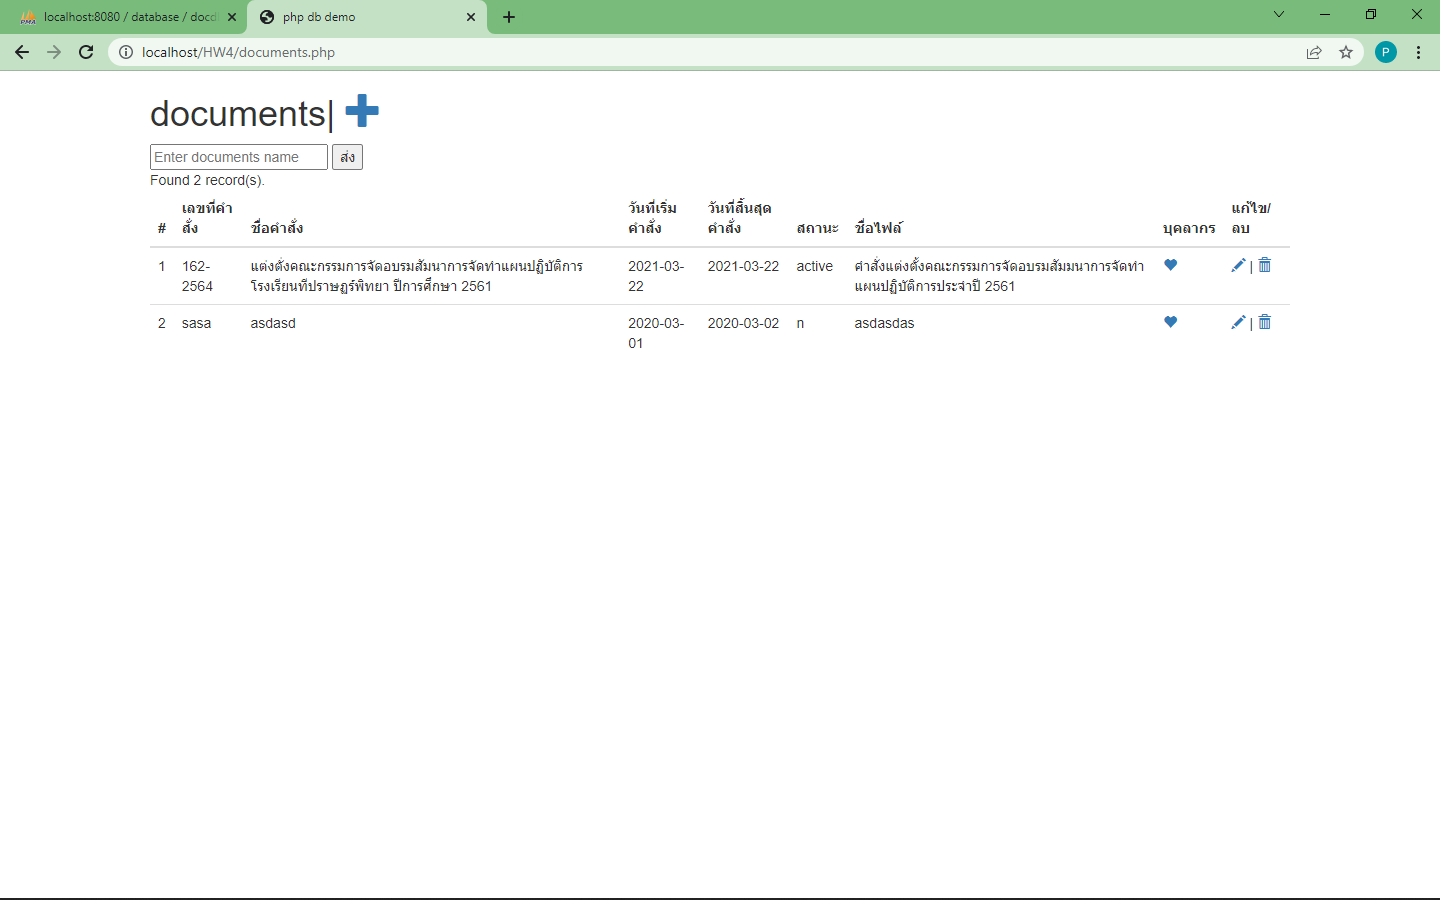 localhost:8080 / database / docd
php db demo
localhost/HW4/documents.php
P
documents|
Enter documents name ส่ง
Found 2 record(s).
# เลขที่คำสั่ง ชื่อคำสั่ง วันที่เริ่มคำสั่ง วันที่สิ้นสุดคำสั่ง สถานะ ชื่อไฟล์ บุคลากร แก้ไข/ลบ
1 162-2564 แต่งตั้งคณะกรรมการจัดอบรมสัมนาการจัดทำแผนปฏิบัติการ
โรงเรียนทีปราษฎร์พิทยา ปีการศึกษา 2561 2021-03-22 2021-03-22 active คำสั่งแต่งตั้งคณะกรรมการจัดอบรมสัมมนาการจัดทำ
แผนปฏิบัติการประจำปี 2561 |
2 sasa asdasd 2020-03-01 2020-03-02 n asdasdas |